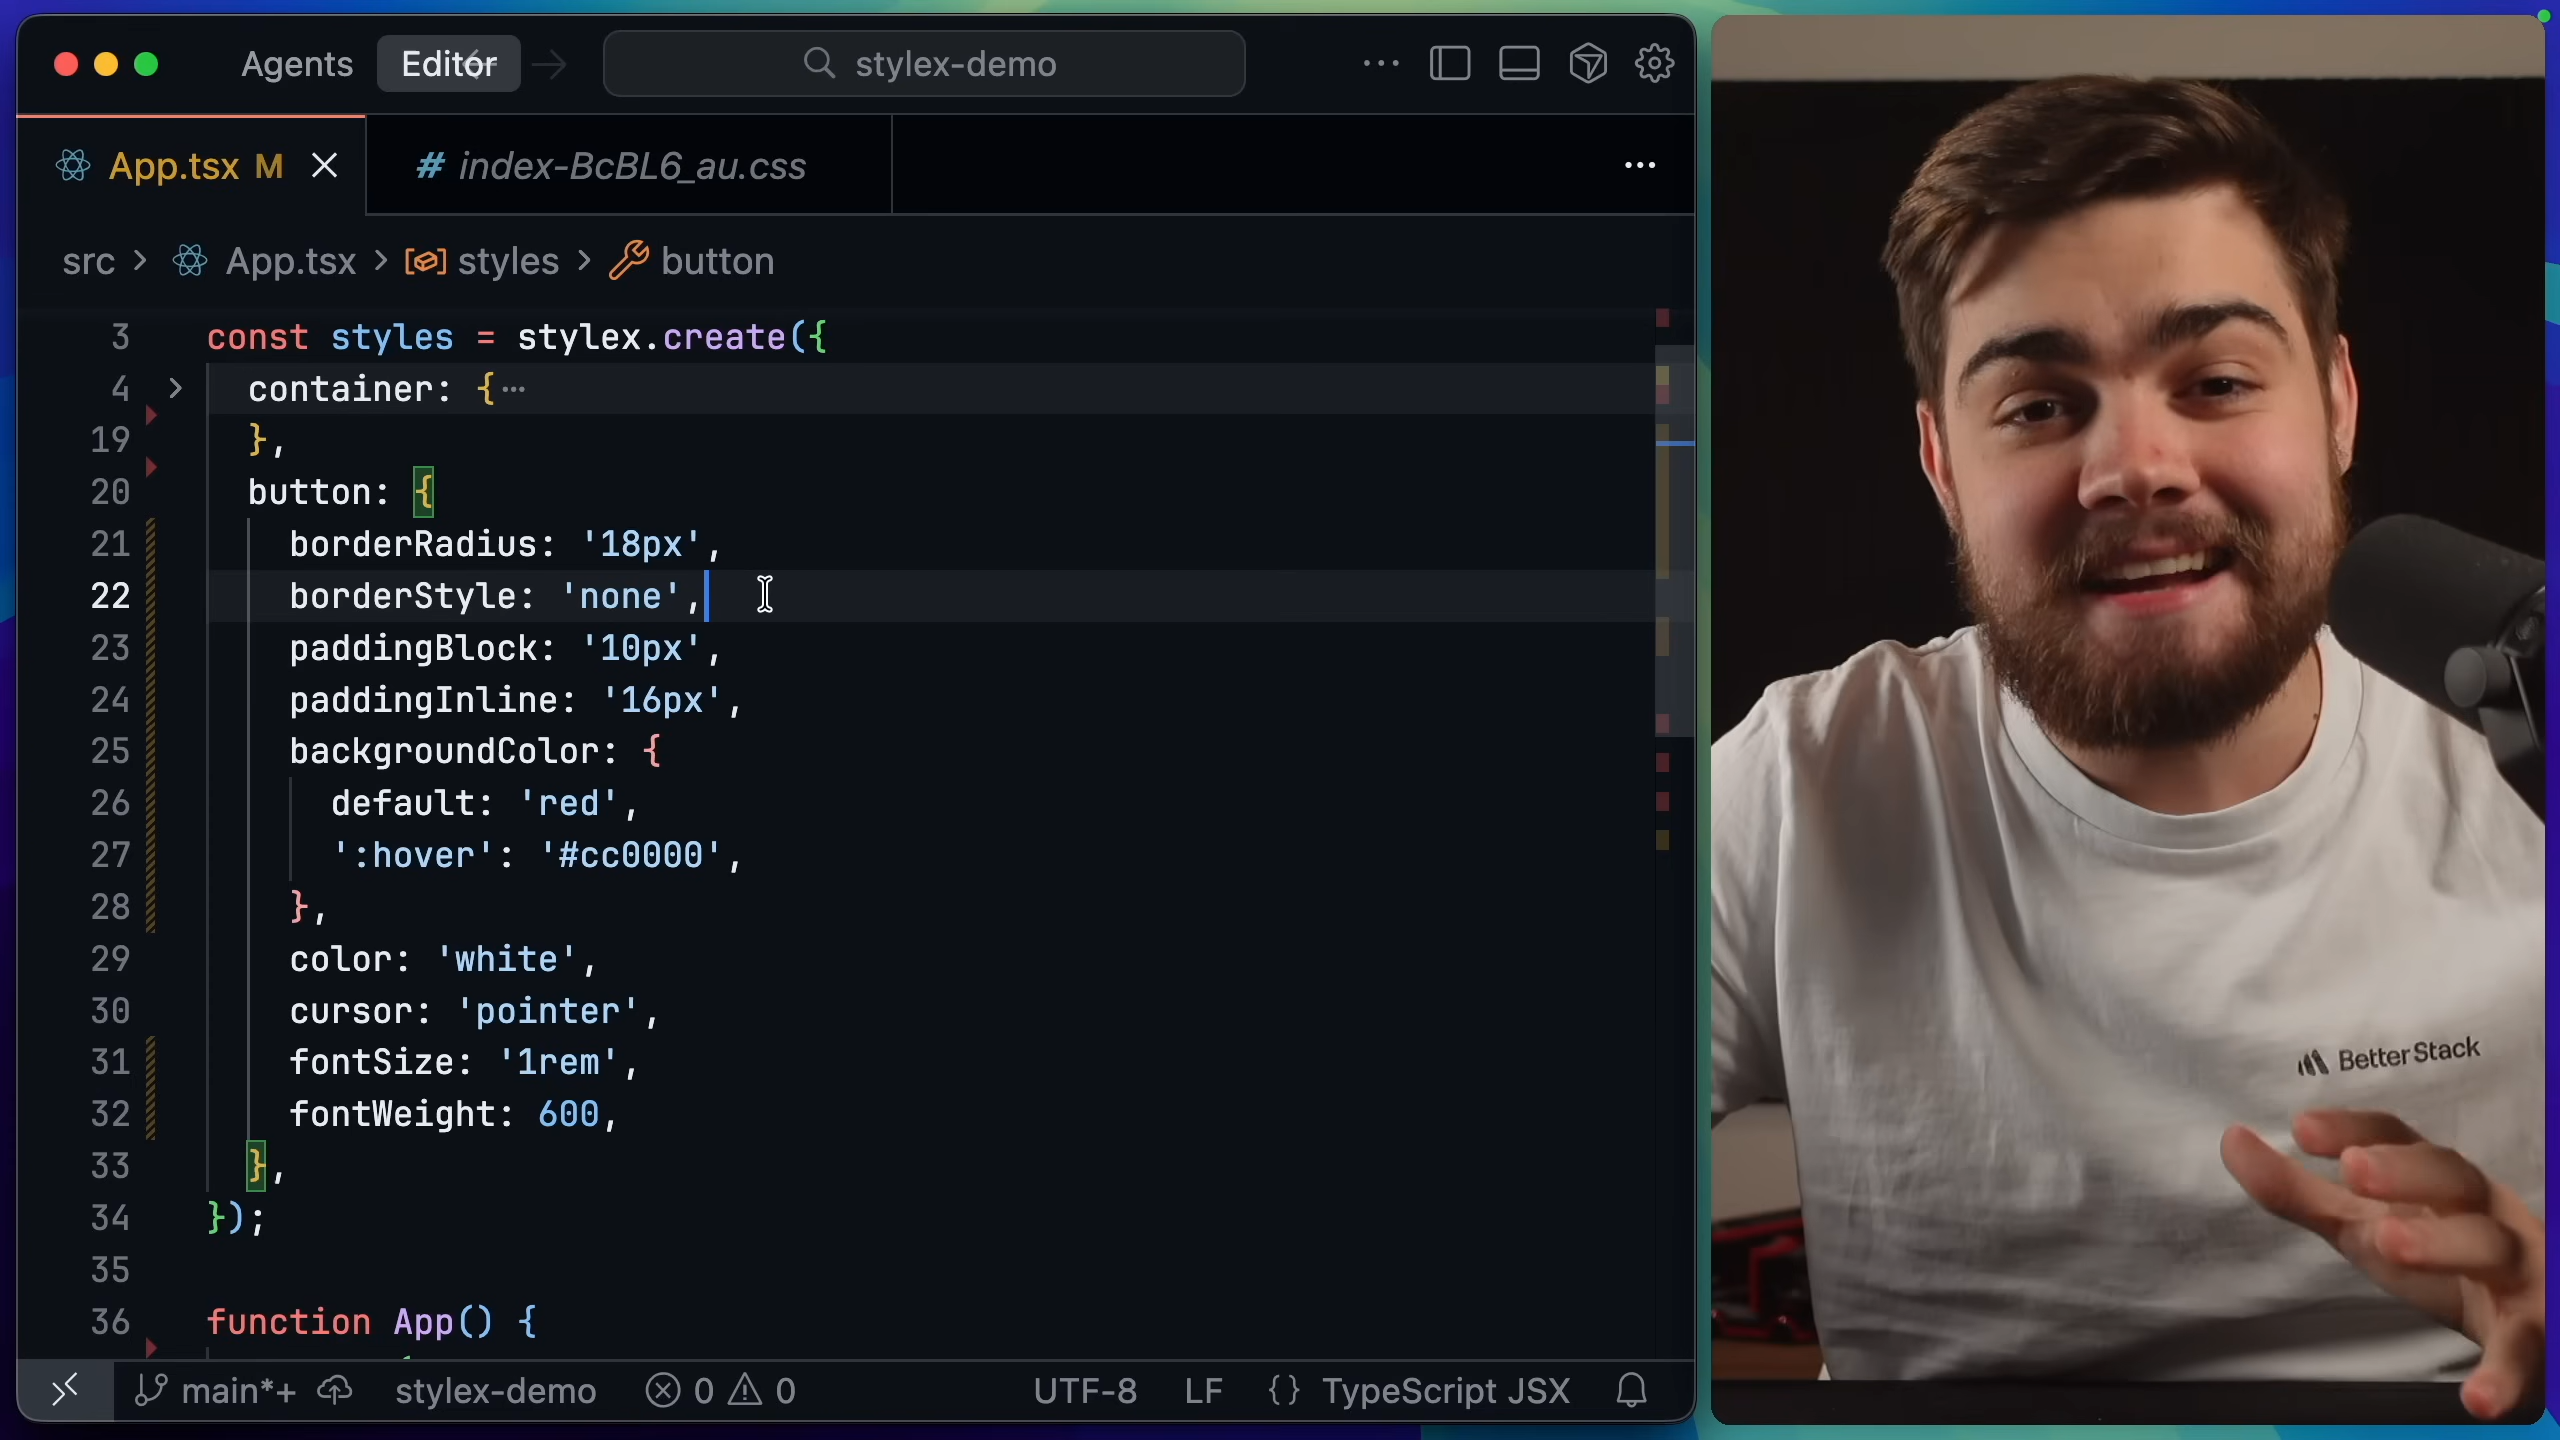 Agents Editor stylex-demo
App.tsx M # index-BcBL6_au.css
src > App.tsx > styles > button
3 const styles = stylex.create({
4 container: {
19 },
20 button: {
21 borderRadius: '18px',
22 borderStyle: 'none',
23 paddingBlock: '10px',
24 paddingInline: '16px',
25 backgroundColor: {
26 default: 'red',
27 ':hover': '#cc0000',
28 },
29 color: 'white',
30 cursor: 'pointer',
31 fontSize: '1rem',
32 fontWeight: 600,
33 },
34 });
35
36 function App() {
main*+ stylex-demo 0 0 UTF-8 LF {} TypeScript JSX
Better Stack